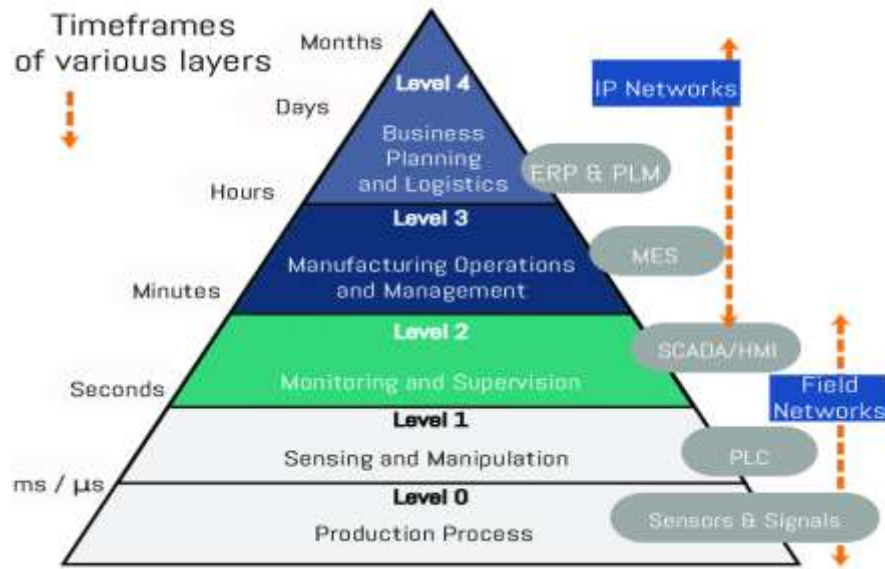 Timeframes
of various layers
Months
Days
Hours
Minutes
Seconds
ms / μs
Level 4
Business
Planning
and Logistics
Level 3
Manufacturing Operations
and Management
Level 2
Monitoring and Supervision
Level 1
Sensing and Manipulation
Level 0
Production Process
IP Networks
ERP & PLM
MES
SCADA/HMI
Field
Networks
PLC
Sensors & Signals